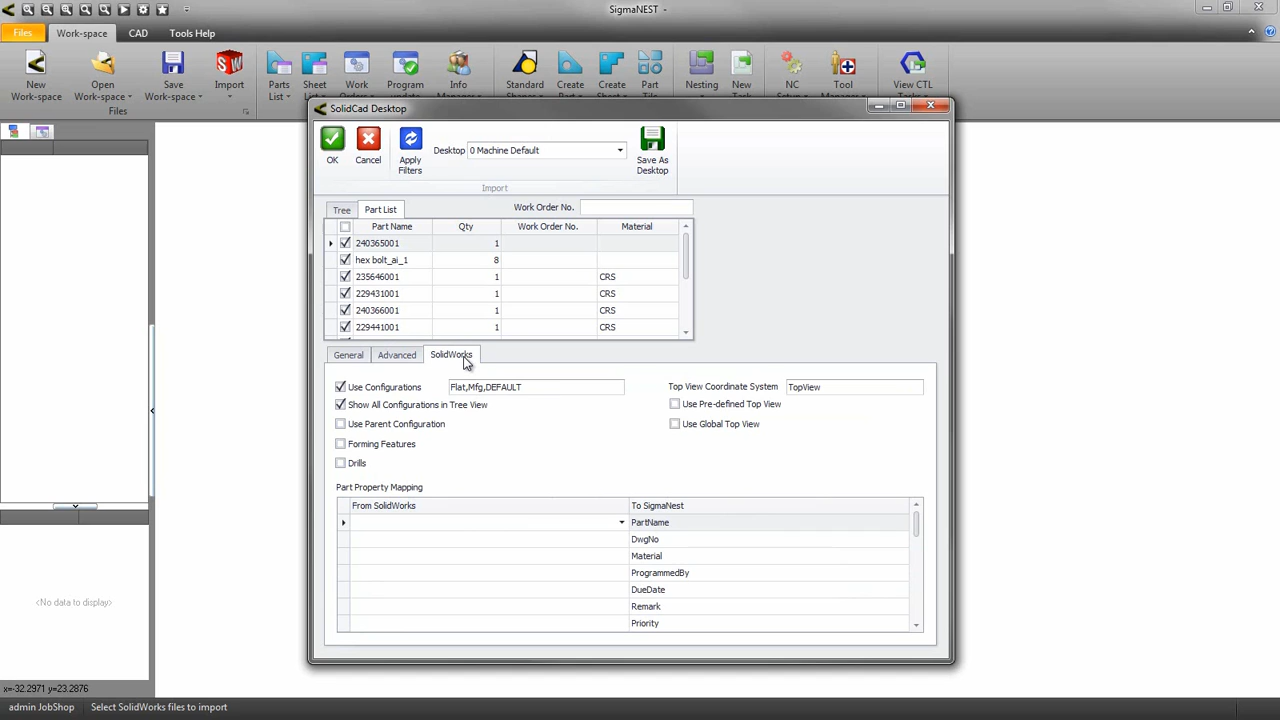 SigmaNEST -
Files Work-space CAD Tools Help
New Work-space
Open Work-space
Save Work-space
Import
Parts List
Sheet List
Work Orders
Program update
Info
Standard
Create
Create
Part
Nesting
New
NC
Tool
View CTL
Files
SolidCad Desktop
OK
Cancel
Apply Filters
Desktop 0 Machine Default
Save As Desktop
Import
Tree Part List Work Order No.
Part Name Qty Work Order No. Material
240365001 1
hex bolt_ai_1 8
235646001 1 CRS
229431001 1 CRS
240366001 1 CRS
229441001 1 CRS
General Advanced SolidWorks
Use Configurations Flat,Mfg,DEFAULT Top View Coordinate System TopView
Show All Configurations in Tree View Use Pre-defined Top View
Use Parent Configuration Use Global Top View
Forming Features
Drills
Part Property Mapping
From SolidWorks To SigmaNest
PartName
DwgNo
Material
ProgrammedBy
DueDate
Remark
Priority
<No data to display>
x=-32.2971 y=23.2876
admin JobShop Select SolidWorks files to import